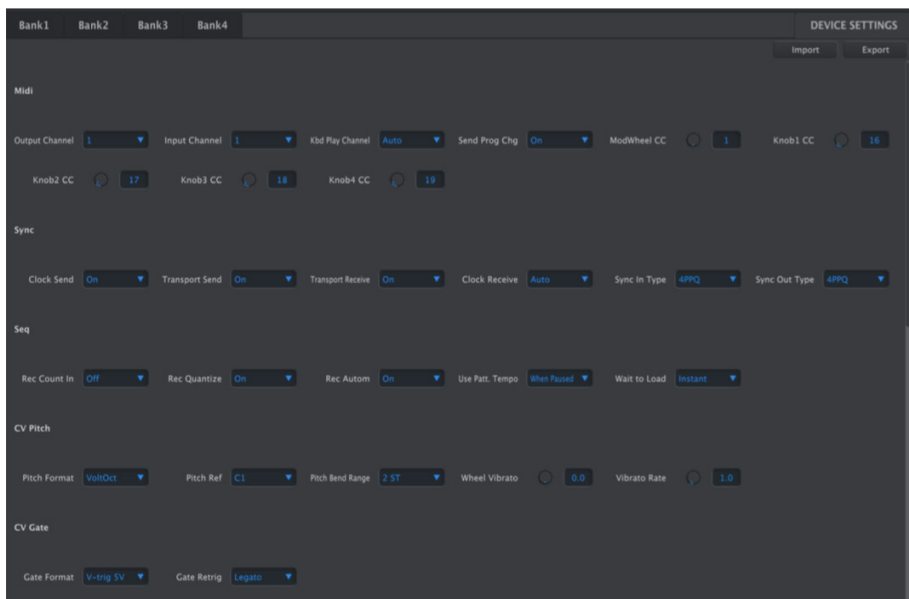 Bank1 Bank2 Bank3 Bank4 DEVICE SETTINGS
Import Export
Midi
Output Channel 1 Input Channel 1 Kbd Play Channel Auto Send Prog Chg On ModWheel CC 1 Knob1 CC 16
Knob2 CC 17 Knob3 CC 18 Knob4 CC 19
Sync
Clock Send On Transport Send On Transport Receive On Clock Receive Auto Sync In Type 4PPQ Sync Out Type 4PPQ
Seq
Rec Count In Off Rec Quantize On Rec Autom On Use Patt. Tempo When Paused Wait to Load Instant
CV Pitch
Pitch Format VoltOct Pitch Ref C1 Pitch Bend Range 2 ST Wheel Vibrato 0.0 Vibrato Rate 1.0
CV Gate
Gate Format V-trig 5V Gate Retrig Legato